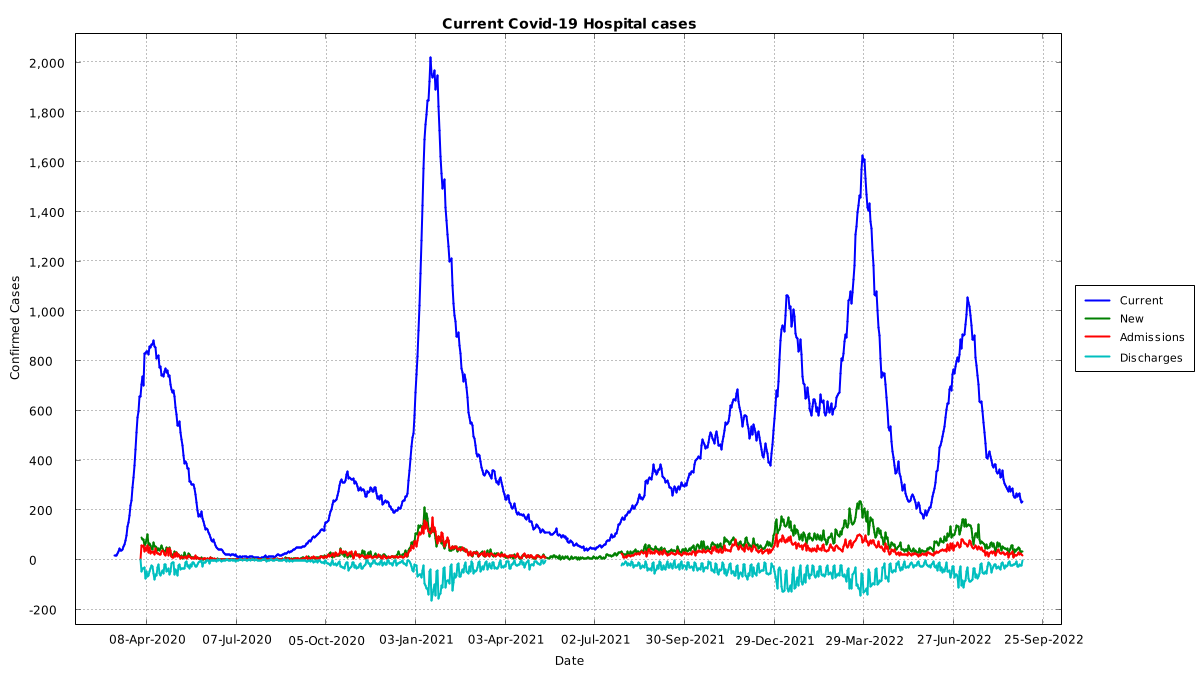 Current Covid-19 Hospital cases
2,000
1,800
1,600
1,400
1,200
1,000
800
600
400
200
0
-200
Confirmed Cases
08-Apr-2020 07-Jul-2020 05-Oct-2020 03-Jan-2021 03-Apr-2021 02-Jul-2021 30-Sep-2021 29-Dec-2021 29-Mar-2022 27-Jun-2022 25-Sep-2022
Date
Current
New
Admissions
Discharges